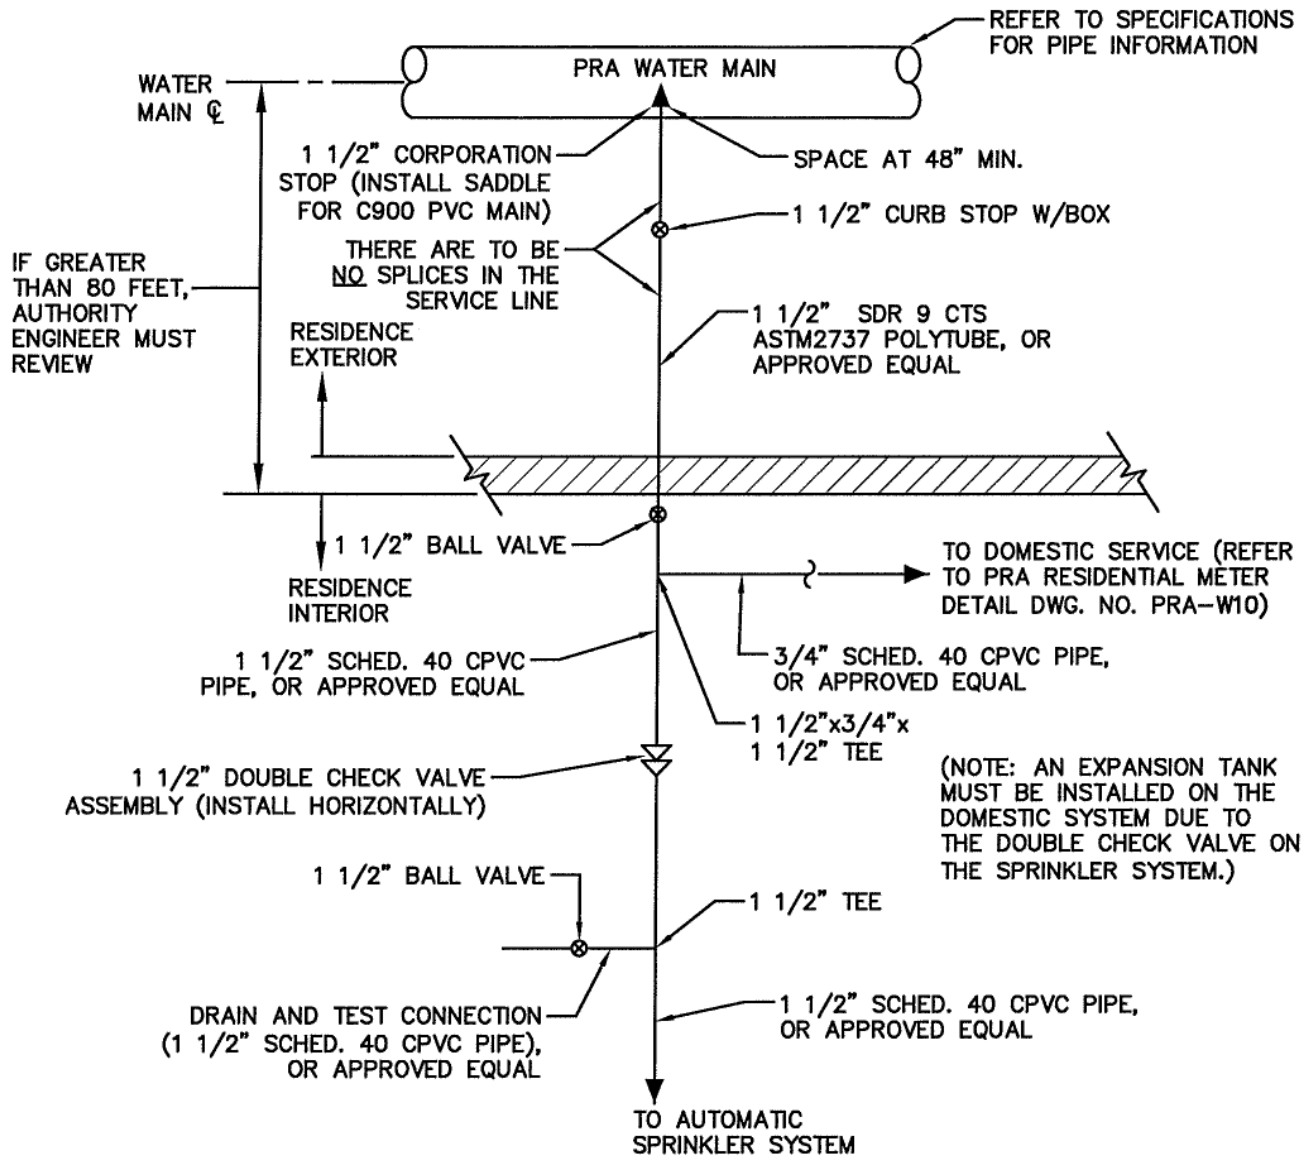 REFER TO SPECIFICATIONS
FOR PIPE INFORMATION
PRA WATER MAIN
WATER
MAIN ℄
1 1/2" CORPORATION
STOP (INSTALL SADDLE
FOR C900 PVC MAIN)
SPACE AT 48" MIN.
1 1/2" CURB STOP W/BOX
THERE ARE TO BE
NO SPLICES IN THE
SERVICE LINE
IF GREATER
THAN 80 FEET,
AUTHORITY
ENGINEER MUST
REVIEW
RESIDENCE
EXTERIOR
1 1/2" SDR 9 CTS
ASTM2737 POLYTUBE, OR
APPROVED EQUAL
1 1/2" BALL VALVE
RESIDENCE
INTERIOR
TO DOMESTIC SERVICE (REFER
TO PRA RESIDENTIAL METER
DETAIL DWG. NO. PRA-W10)
1 1/2" SCHED. 40 CPVC
PIPE, OR APPROVED EQUAL
3/4" SCHED. 40 CPVC PIPE,
OR APPROVED EQUAL
1 1/2"x3/4"x
1 1/2" TEE
1 1/2" DOUBLE CHECK VALVE
ASSEMBLY (INSTALL HORIZONTALLY)
(NOTE: AN EXPANSION TANK
MUST BE INSTALLED ON THE
DOMESTIC SYSTEM DUE TO
THE DOUBLE CHECK VALVE ON
THE SPRINKLER SYSTEM.)
1 1/2" BALL VALVE
1 1/2" TEE
DRAIN AND TEST CONNECTION
(1 1/2" SCHED. 40 CPVC PIPE),
OR APPROVED EQUAL
1 1/2" SCHED. 40 CPVC PIPE,
OR APPROVED EQUAL
TO AUTOMATIC
SPRINKLER SYSTEM